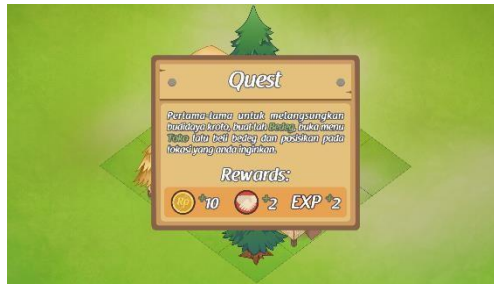 Quest
Pertama-tama untuk melangsungkan
budidaya kroto, buatlah Bedeg, buka menu
Toko lalu beli bedeg dan posisikan pada
lokasi yang anda inginkan.
Rewards:
Rp +10 +2 EXP +2